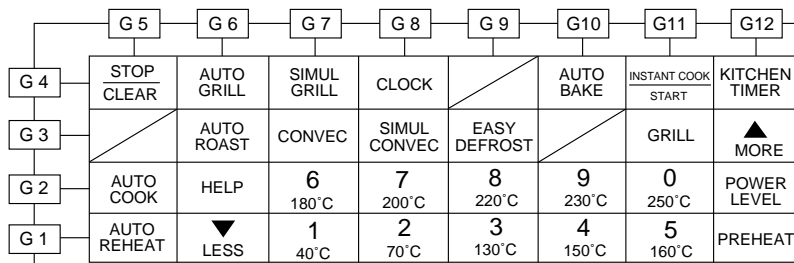 G 5 G 6 G 7 G 8 G 9 G10 G11 G12
G 4 STOP CLEAR AUTO GRILL SIMUL GRILL CLOCK AUTO BAKE INSTANT COOK START KITCHEN TIMER
G 3 AUTO ROAST CONVEC SIMUL CONVEC EASY DEFROST GRILL ▲ MORE
G 2 AUTO COOK HELP 6 180˚C 7 200˚C 8 220˚C 9 230˚C 0 250˚C POWER LEVEL
G 1 AUTO REHEAT ▼ LESS 1 40˚C 2 70˚C 3 130˚C 4 150˚C 5 160˚C PREHEAT